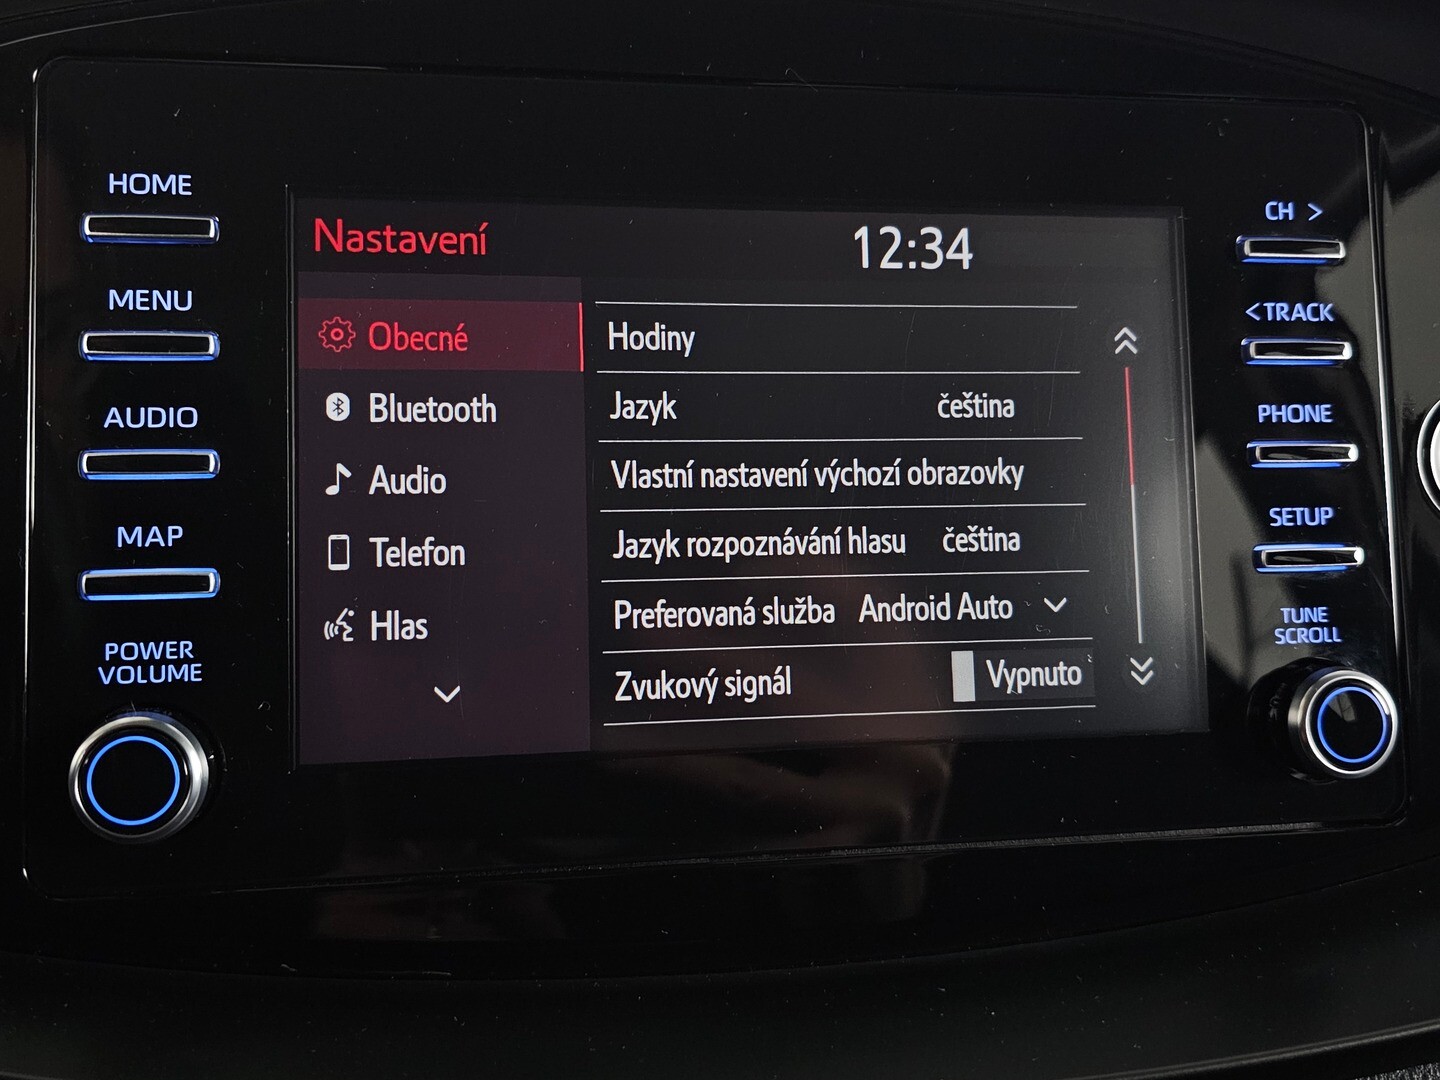 HOME
MENU
AUDIO
MAP
POWER
VOLUME
Nastavení
12:34
Obecné
Bluetooth
Audio
Telefon
Hlas
Hodiny
Jazyk čeština
Vlastní nastavení výchozí obrazovky
Jazyk rozpoznávání hlasu čeština
Preferovaná služba Android Auto
Zvukový signál Vypnuto
CH >
<TRACK
PHONE
SETUP
TUNE
SCROLL